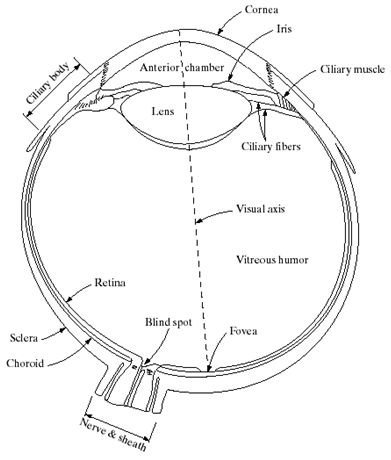 Cornea
Iris
Ciliary body
Anterior chamber
Ciliary muscle
Lens
Ciliary fibers
Visual axis
Vitreous humor
Retina
Blind spot
Fovea
Sclera
Choroid
Nerve & sheath